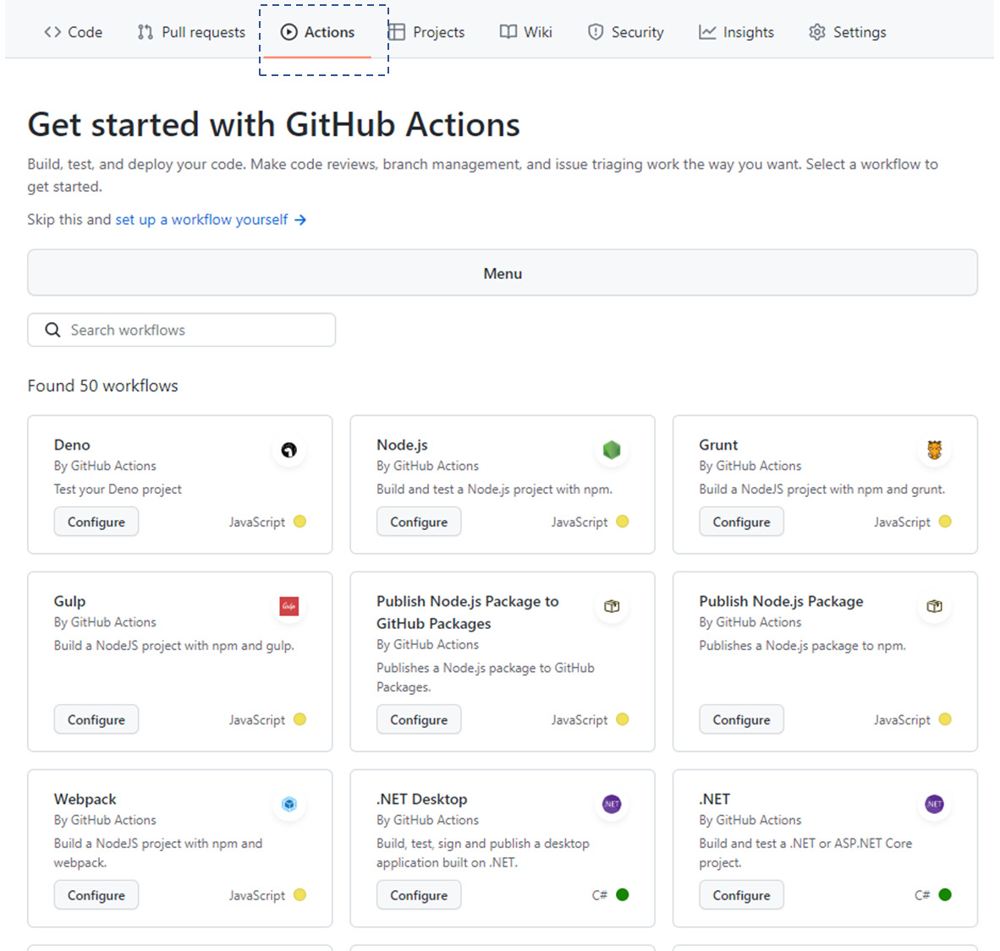 Code Pull requests Actions Projects Wiki Security Insights Settings
Get started with GitHub Actions
Build, test, and deploy your code. Make code reviews, branch management, and issue triaging work the way you want. Select a workflow to
get started.
Skip this and set up a workflow yourself →
Menu
Search workflows
Found 50 workflows
Deno
By GitHub Actions
Test your Deno project
Configure JavaScript
Node.js
By GitHub Actions
Build and test a Node.js project with npm.
Configure JavaScript
Grunt
By GitHub Actions
Build a NodeJS project with npm and grunt.
Configure JavaScript
Gulp
Gulp
By GitHub Actions
Build a NodeJS project with npm and gulp.
Configure JavaScript
Publish Node.js Package to
GitHub Packages
By GitHub Actions
Publishes a Node.js package to GitHub
Packages.
Configure JavaScript
Publish Node.js Package
By GitHub Actions
Publishes a Node.js package to npm.
Configure JavaScript
Webpack
By GitHub Actions
Build a NodeJS project with npm and
webpack.
Configure JavaScript
.NET Desktop
.NET
By GitHub Actions
Build, test, sign and publish a desktop
application built on .NET.
Configure C#
.NET
.NET
By GitHub Actions
Build and test a .NET or ASP.NET Core
project.
Configure C#